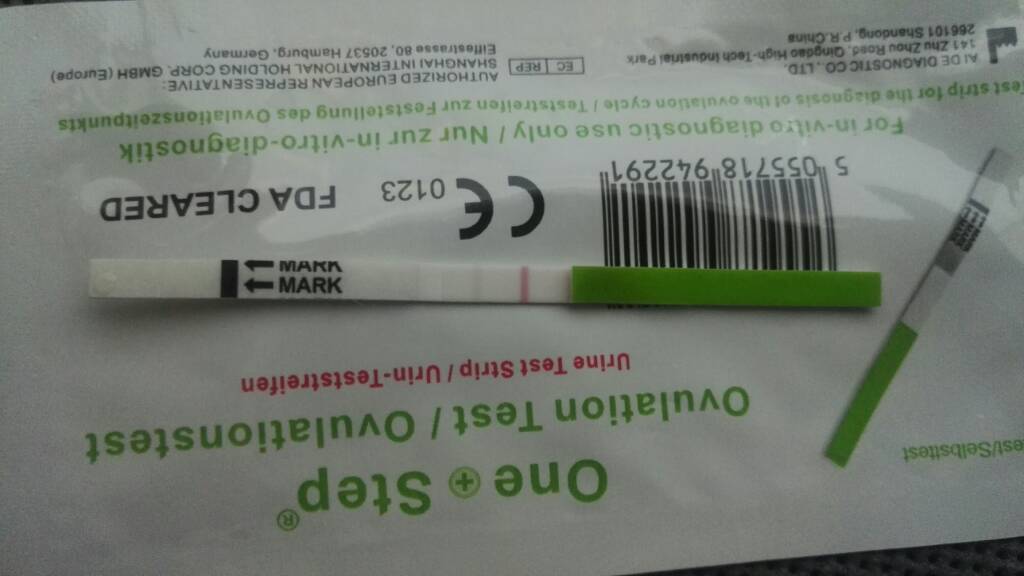 One Step®
Ovulation Test / Ovulationstest
Urine Test Strip / Urin-Teststreifen
MARK
MARK
5 055718 942291
CE 0123
FDA CLEARED
For in-vitro diagnostic use only / Nur zur in-vitro-diagnostik
Test strip for the diagnosis of the ovulation cycle / Teststreifen zur Feststellung des Ovulationszeitpunkts
AI DE DIAGNOSTIC CO., LTD.
141 Zhu Zhou Road, Qingdao High-Tech Industrial Park
266101 Shandong, P.R.China
EC REP
AUTHORIZED EUROPEAN REPRESENTATIVE:
SHANGHAI INTERNATIONAL HOLDING CORP. GMBH (Europe)
Eiffestrasse 80, 20537 Hamburg, Germany